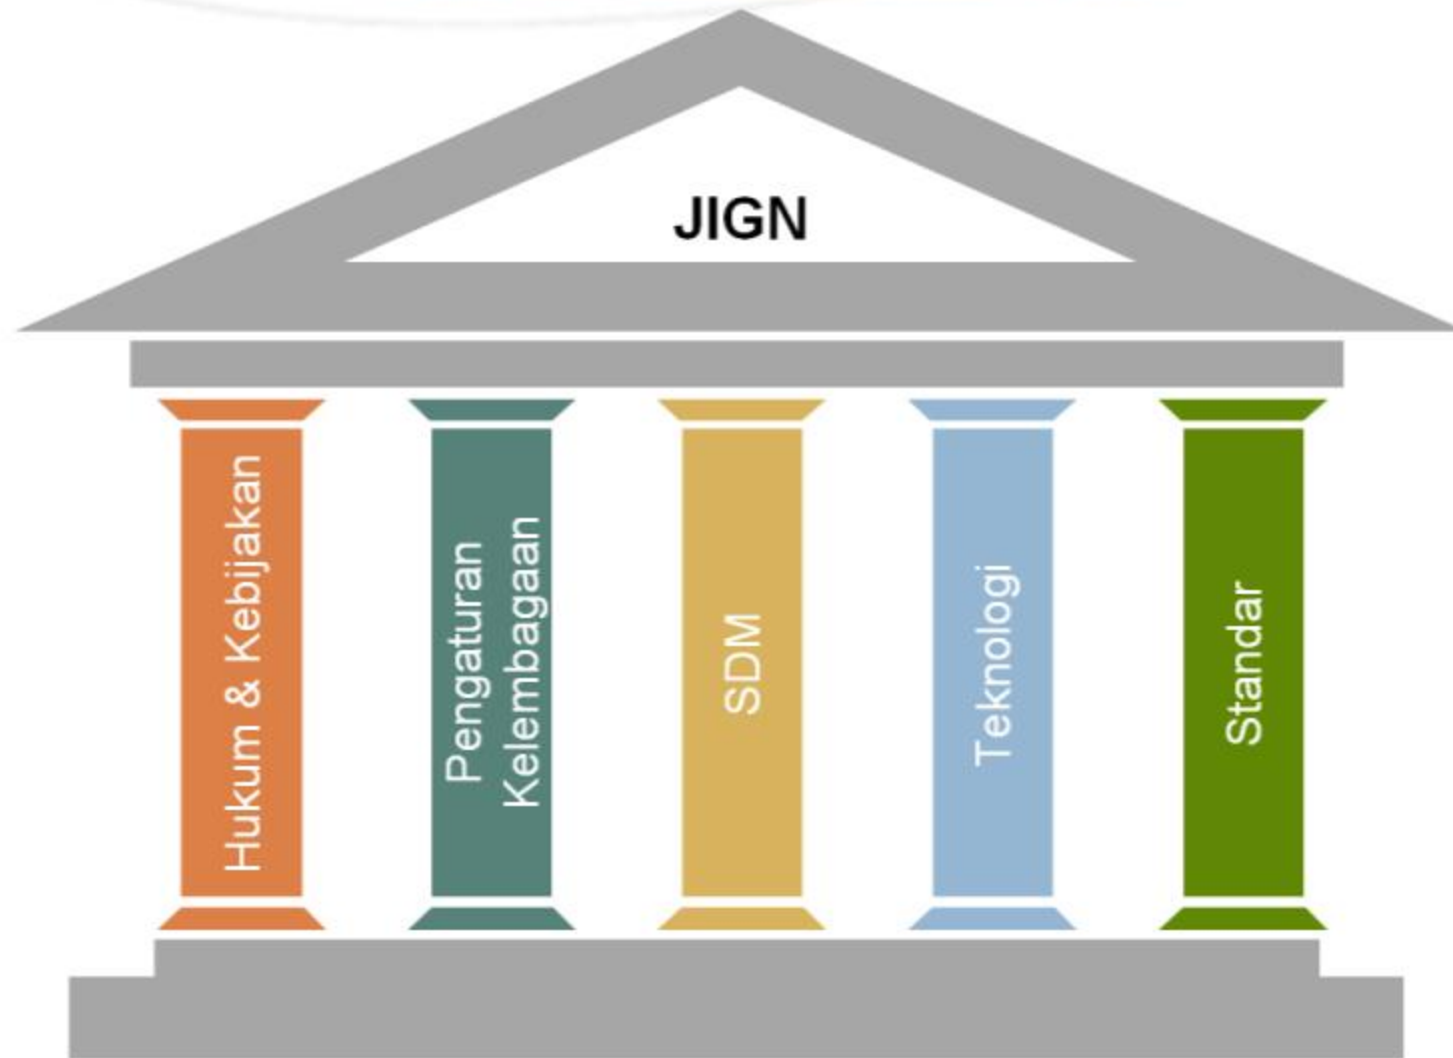 JIGN
Hukum & Kebijakan
Pengaturan
Kelembagaan
SDM
Teknologi
Standar